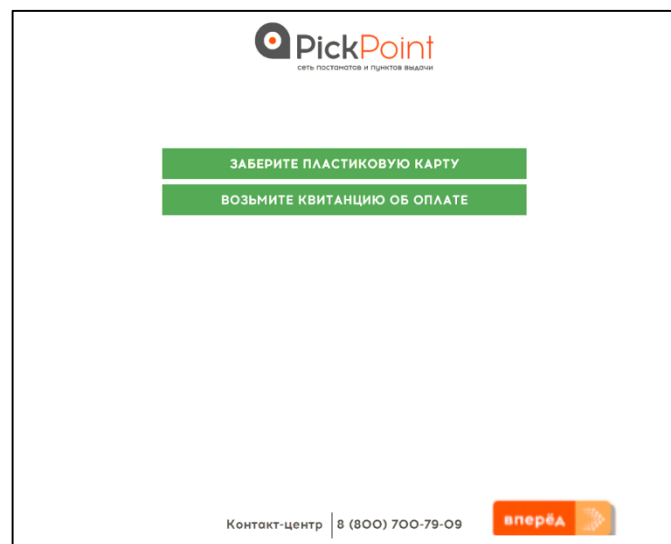 PickPoint
сеть постаматов и пунктов выдачи
ЗАБЕРИТЕ ПЛАСТИКОВУЮ КАРТУ
ВОЗЬМИТЕ КВИТАНЦИЮ ОБ ОПЛАТЕ
Контакт-центр 8 (800) 700-79-09
вперёд